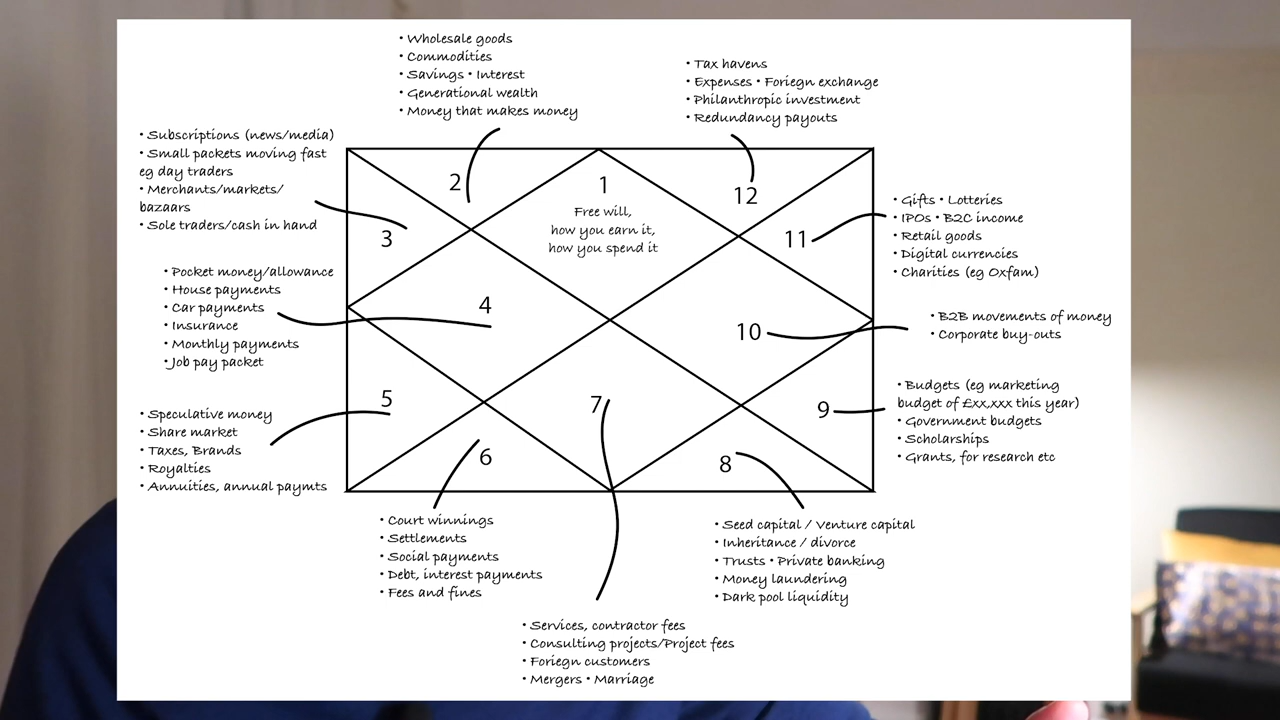 • Wholesale goods
• Commodities
• Savings • Interest
• Generational wealth
• Money that makes money
• Tax havens
• Expenses • Foriegn exchange
• Philanthropic investment
• Redundancy payouts
• Subscriptions (news/media)
• Small packets moving fast
eg day traders
• Merchants/markets/
bazaars
• Sole traders/cash in hand
2
1
Free will,
how you earn it,
how you spend it
12
3
11
• Gifts • Lotteries
• IPOs • B2C income
• Retail goods
• Digital currencies
• Charities (eg Oxfam)
• Pocket money/allowance
• House payments
• Car payments
• Insurance
• Monthly payments
• Job pay packet
4
10
• B2B movements of money
• Corporate buy-outs
5
7
9
• Budgets (eg marketing
budget of £xx,xxx this year)
• Government budgets
• Scholarships
• Grants, for research etc
• Speculative money
• Share market
• Taxes, Brands
• Royalties
• Annuities, annual paymts
6
8
• Court winnings
• Settlements
• Social payments
• Debt, interest payments
• Fees and fines
• Seed capital / Venture capital
• Inheritance / divorce
• Trusts • Private banking
• Money laundering
• Dark pool liquidity
• Services, contractor fees
• Consulting projects/Project fees
• Foriegn customers
• Mergers • Marriage